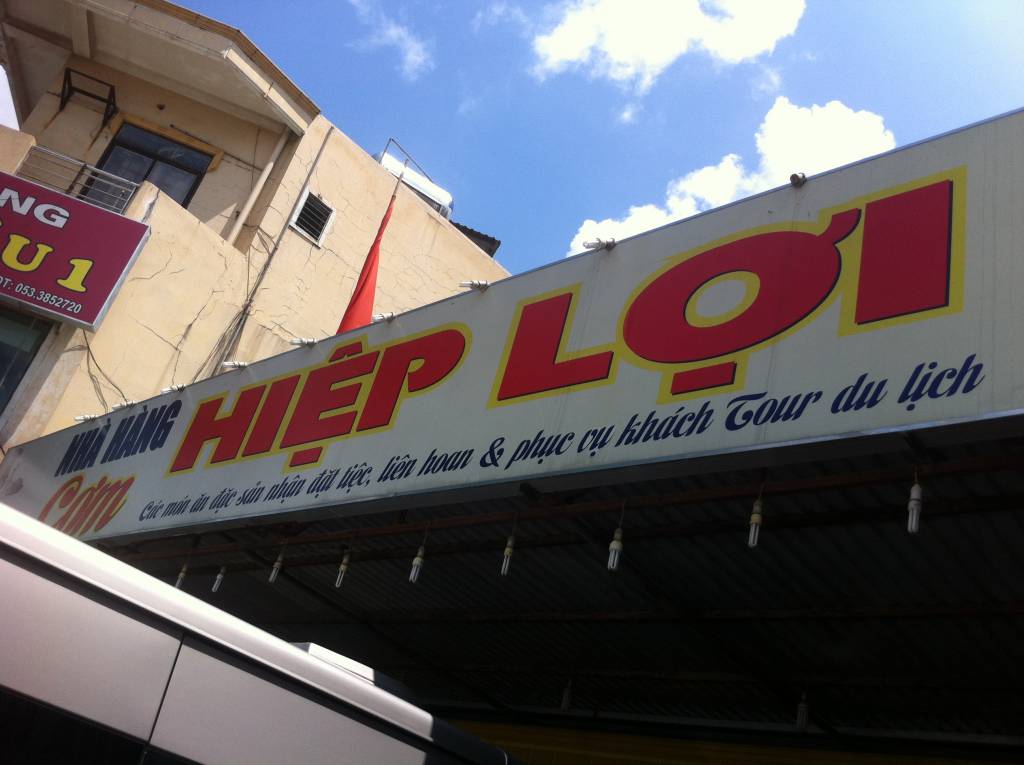 NG
U 1
ĐT: 053.3852720
NHÀ HÀNG
HIỆP LỢI
Cơm
Các món ăn đặc sản nhận đặt tiệc, liên hoan & phục vụ khách Tour du lịch